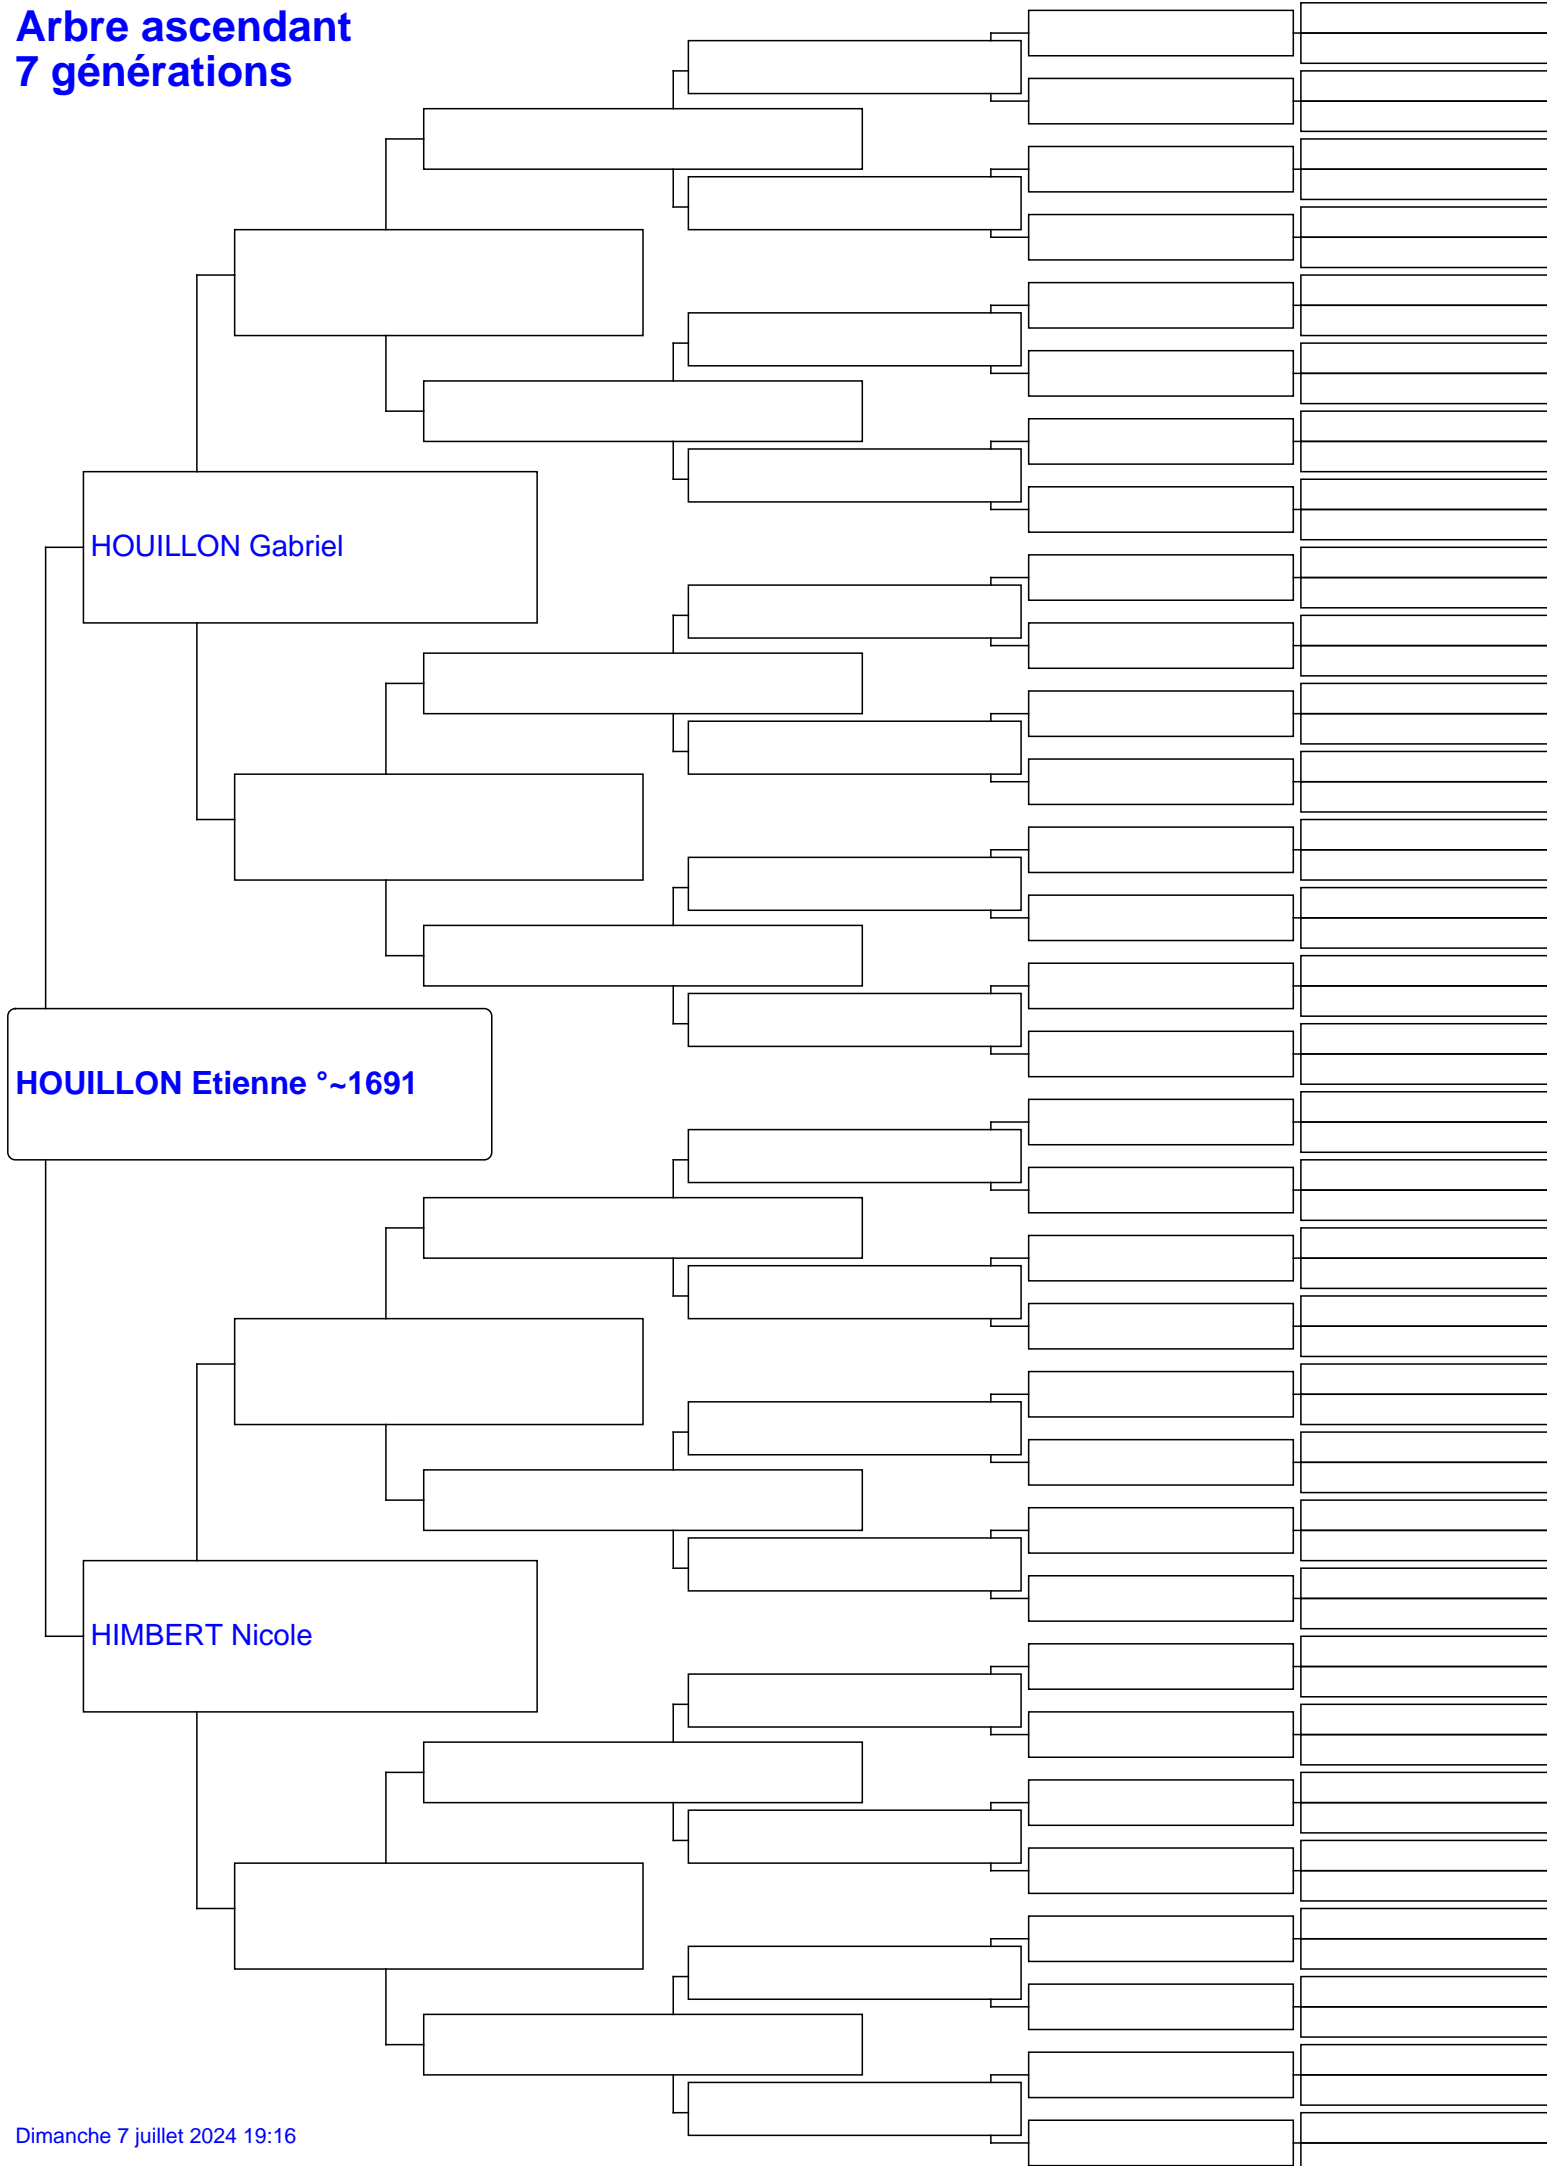 Arbre ascendant
7 générations
HOUILLON Gabriel
HOUILLON Etienne °~1691
HIMBERT Nicole
Dimanche 7 juillet 2024 19:16